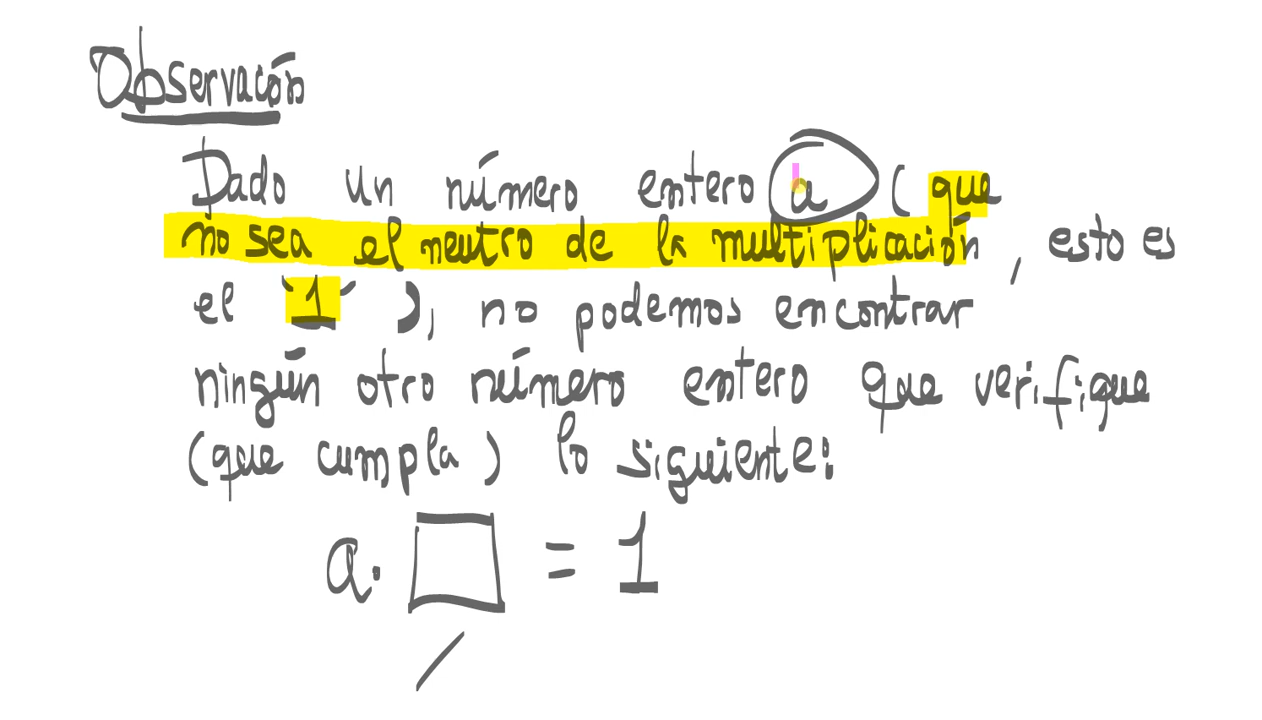 Observación
Dado un número entero a (que
no sea el neutro de la multiplicación, esto es
el '1'), no podemos encontrar
ningún otro número entero que verifique
(que cumpla) lo siguiente:
a. □ = 1